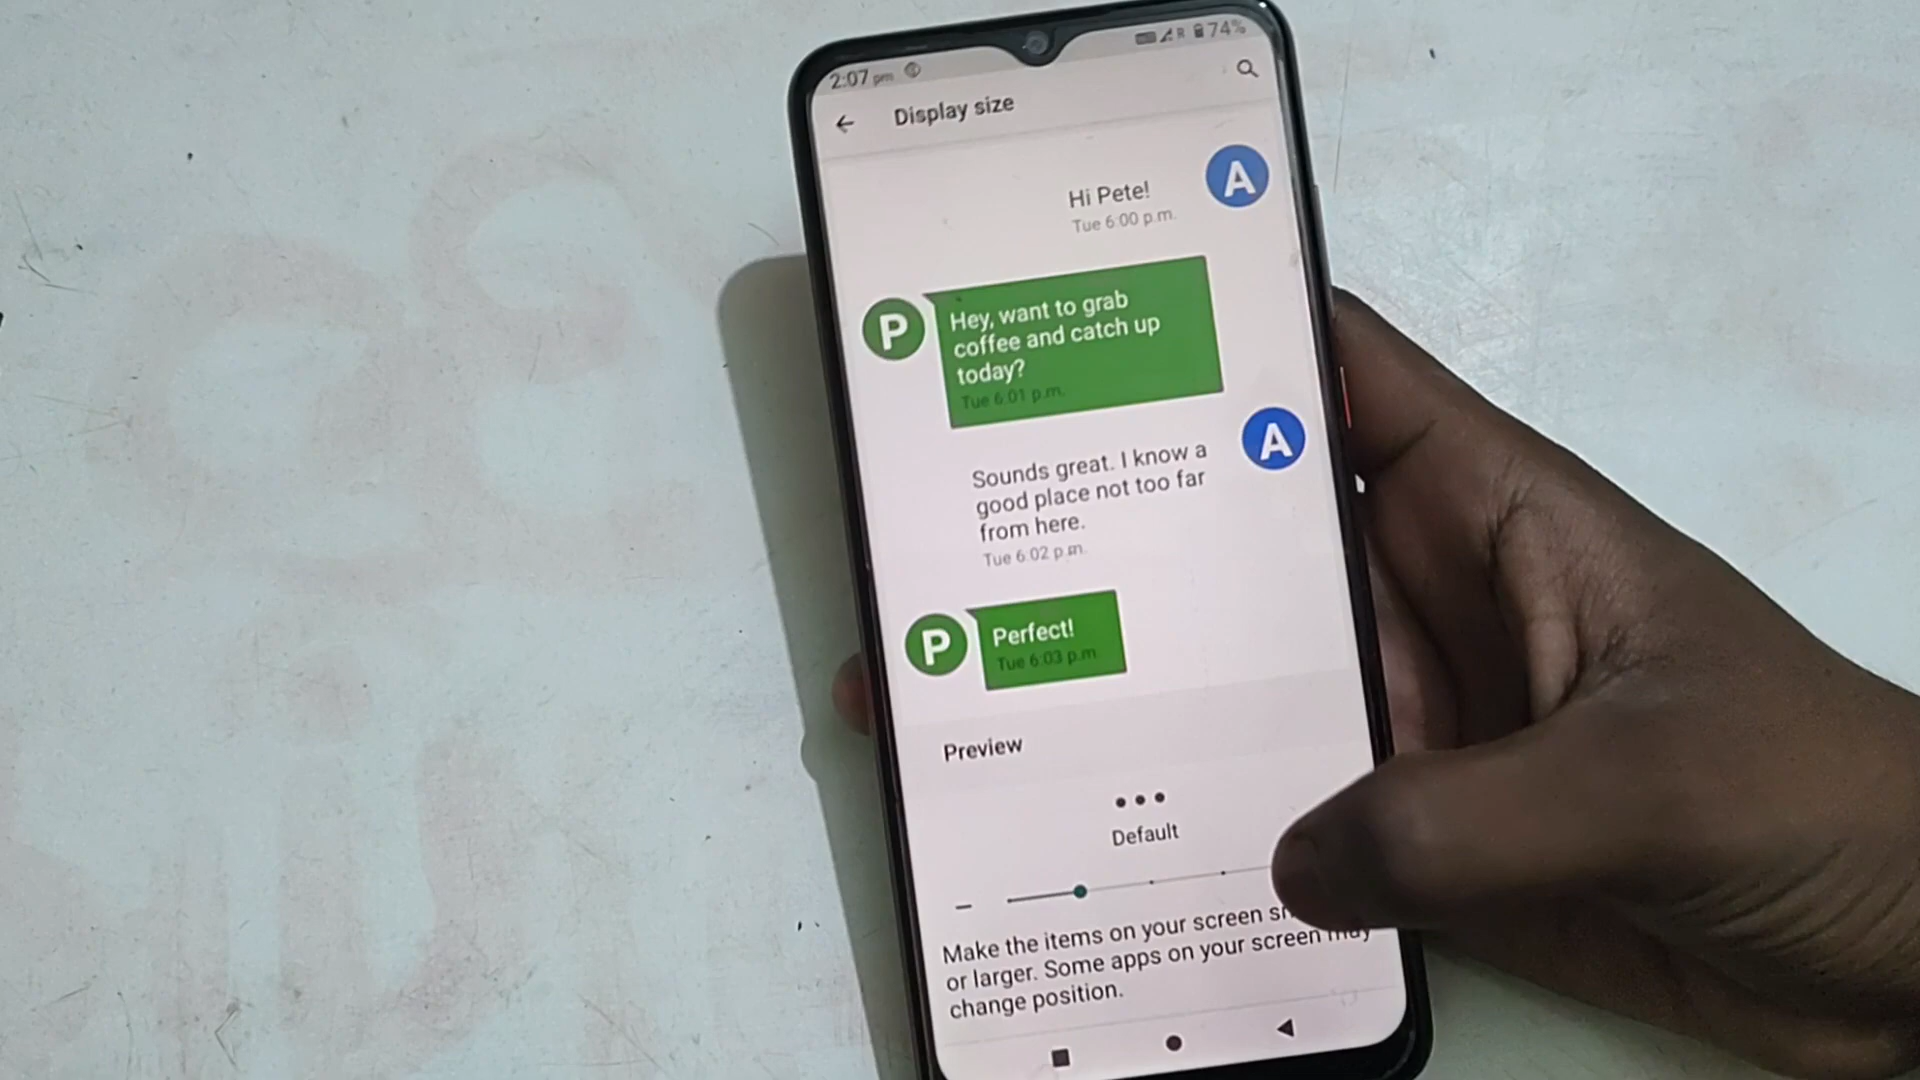 2:07 pm
R 74%
Display size
A
Hi Pete!
Tue 6:00 p.m.
P
Hey, want to grab
coffee and catch up
today?
Tue 6:01 p.m.
A
Sounds great. I know a
good place not too far
from here.
Tue 6:02 p.m.
P
Perfect!
Tue 6:03 p.m.
Preview
Default
Make the items on your screen
or larger. Some apps on your screen may
change position.